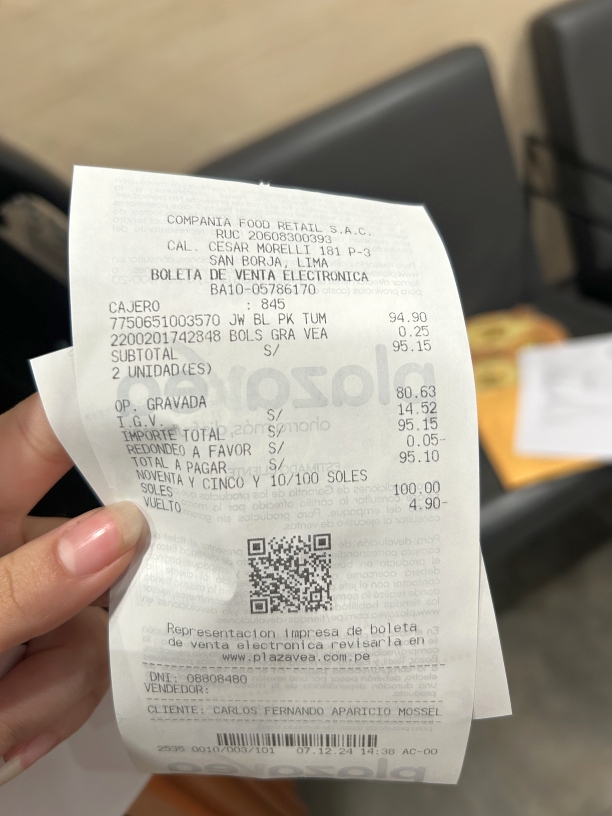 COMPANIA FOOD RETAIL S.A.C.
RUC 20608300393
CAL. CESAR MORELLI 181 P-3
SAN BORJA, LIMA
BOLETA DE VENTA ELECTRONICA
BA10-05786170
CAJERO : 845
7750651003570 JW BL PK TUM 94.90
2200201742848 BOLS GRA VEA 0.25
SUBTOTAL S/ 95.15
2 UNIDAD(ES)
OP. GRAVADA S/ 80.63
I.G.V. S/ 14.52
IMPORTE TOTAL S/ 95.15
REDONDEO A FAVOR S/ 0.05-
TOTAL A PAGAR S/ 95.10
NOVENTA Y CINCO Y 10/100 SOLES
SOLES 100.00
VUELTO 4.90-
Representacion impresa de boleta
de venta electronica revisarla en
www.plazavea.com.pe
DNI: 08808480
VENDEDOR:
CLIENTE: CARLOS FERNANDO APARICIO MOSSEL
2535 0010/003/101 07.12.24 14:38 AC-00